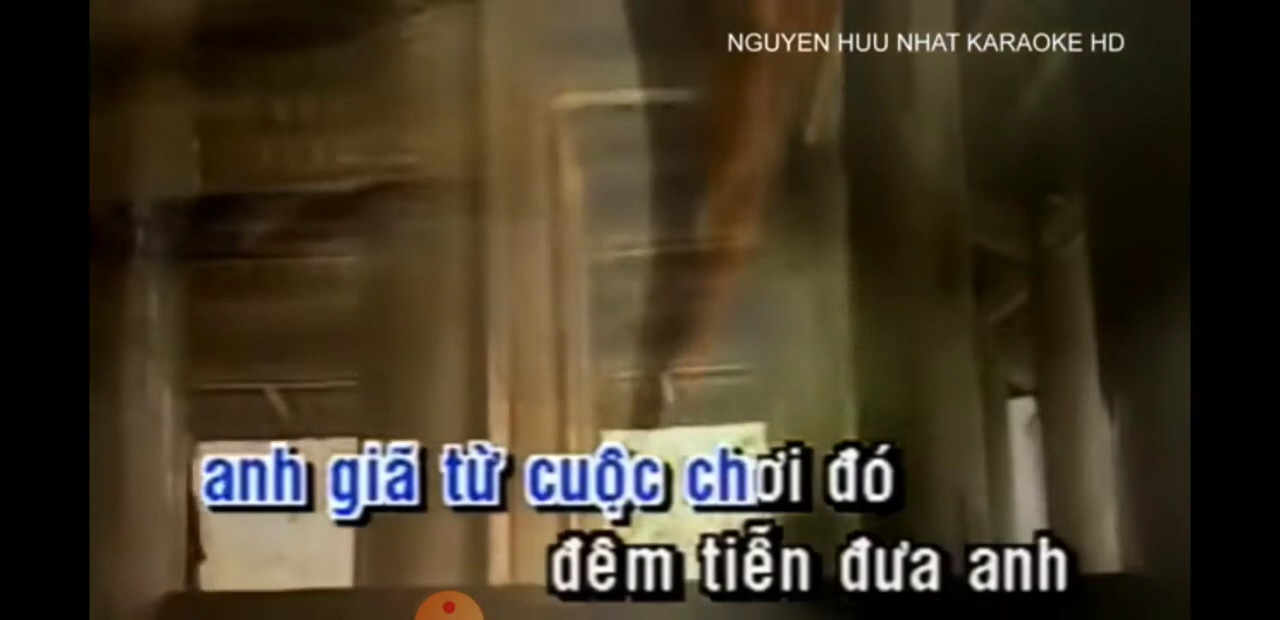 NGUYEN HUU NHAT KARAOKE HD
anh giã từ cuộc chơi đó
đêm tiễn đưa anh